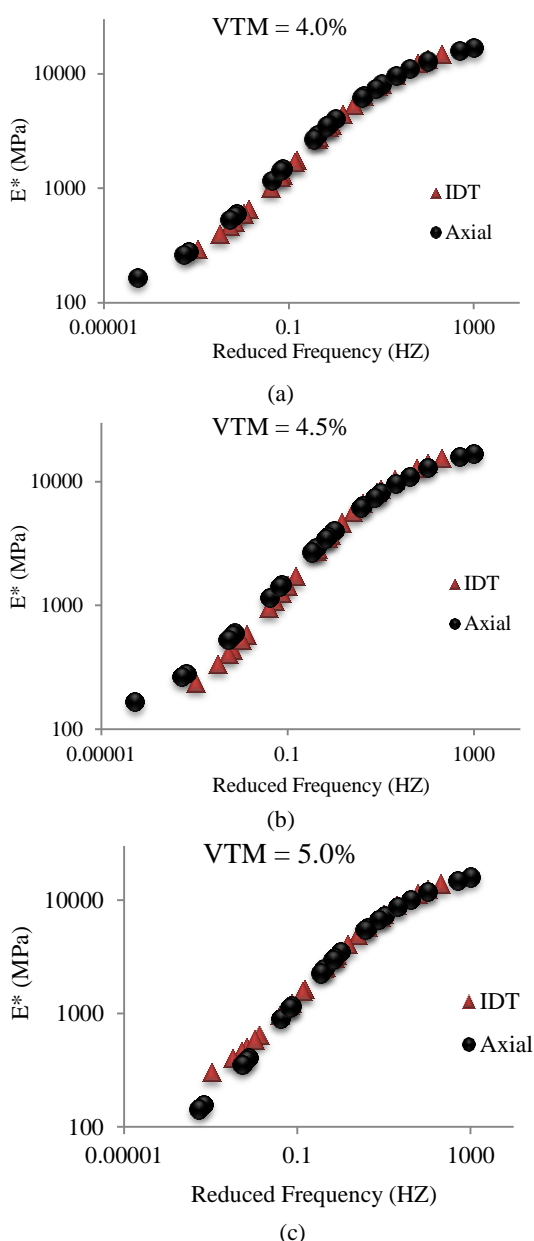 VTM = 4.0%
10000
1000
100
E* (MPa)
IDT
Axial
0.00001 0.1 1000
Reduced Frequency (HZ)
(a)
VTM = 4.5%
10000
1000
100
E* (MPa)
IDT
Axial
0.00001 0.1 1000
Reduced Frequency (HZ)
(b)
VTM = 5.0%
10000
1000
100
E* (MPa)
IDT
Axial
0.00001 0.1 1000
Reduced Frequency (HZ)
(c)